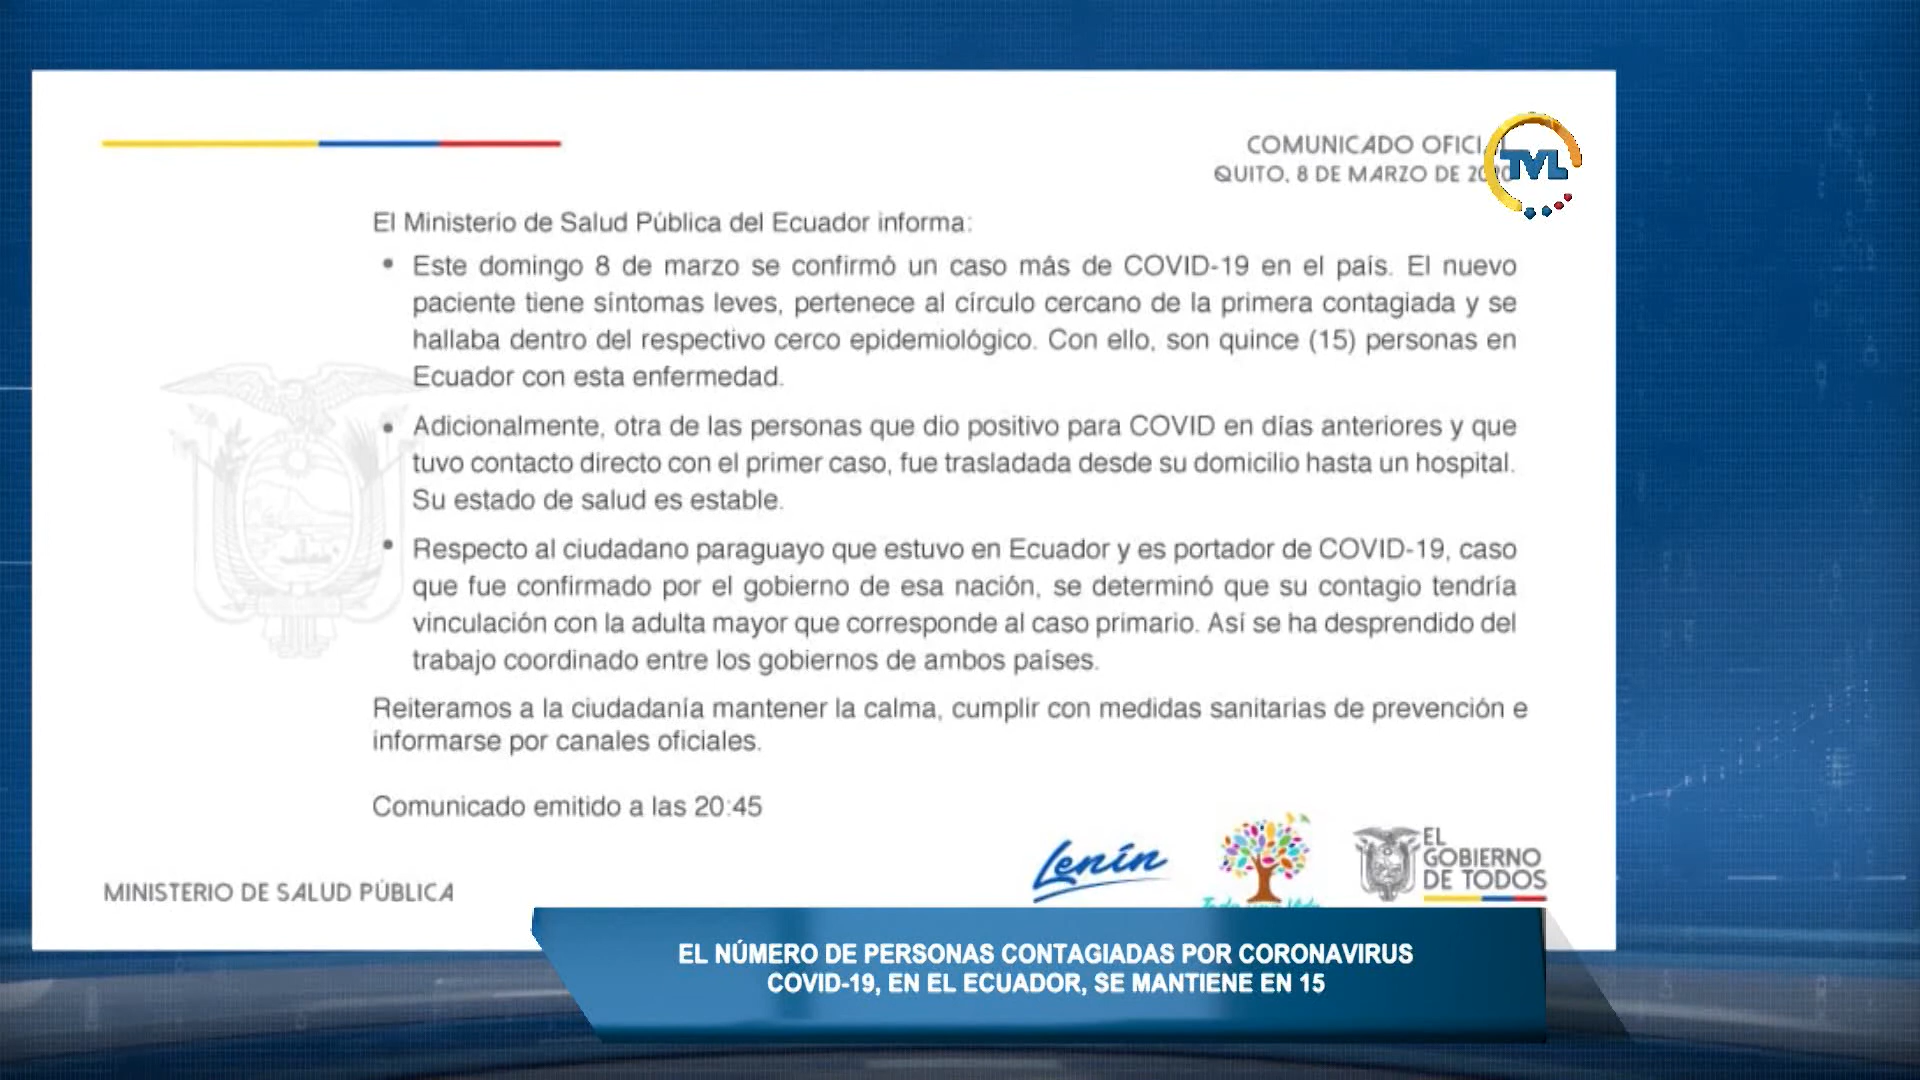 COMUNICADO OFICIAL
QUITO, 8 DE MARZO DE 2020
TVL
El Ministerio de Salud Pública del Ecuador informa:
• Este domingo 8 de marzo se confirmó un caso más de COVID-19 en el país. El nuevo
paciente tiene síntomas leves, pertenece al círculo cercano de la primera contagiada y se
hallaba dentro del respectivo cerco epidemiológico. Con ello, son quince (15) personas en
Ecuador con esta enfermedad.
• Adicionalmente, otra de las personas que dio positivo para COVID en días anteriores y que
tuvo contacto directo con el primer caso, fue trasladada desde su domicilio hasta un hospital.
Su estado de salud es estable.
• Respecto al ciudadano paraguayo que estuvo en Ecuador y es portador de COVID-19, caso
que fue confirmado por el gobierno de esa nación, se determinó que su contagio tendría
vinculación con la adulta mayor que corresponde al caso primario. Así se ha desprendido del
trabajo coordinado entre los gobiernos de ambos países.
Reiteramos a la ciudadanía mantener la calma, cumplir con medidas sanitarias de prevención e
informarse por canales oficiales.
Comunicado emitido a las 20:45
MINISTERIO DE SALUD PÚBLICA
Lenín
EL
GOBIERNO
DE TODOS
EL NÚMERO DE PERSONAS CONTAGIADAS POR CORONAVIRUS
COVID-19, EN EL ECUADOR, SE MANTIENE EN 15